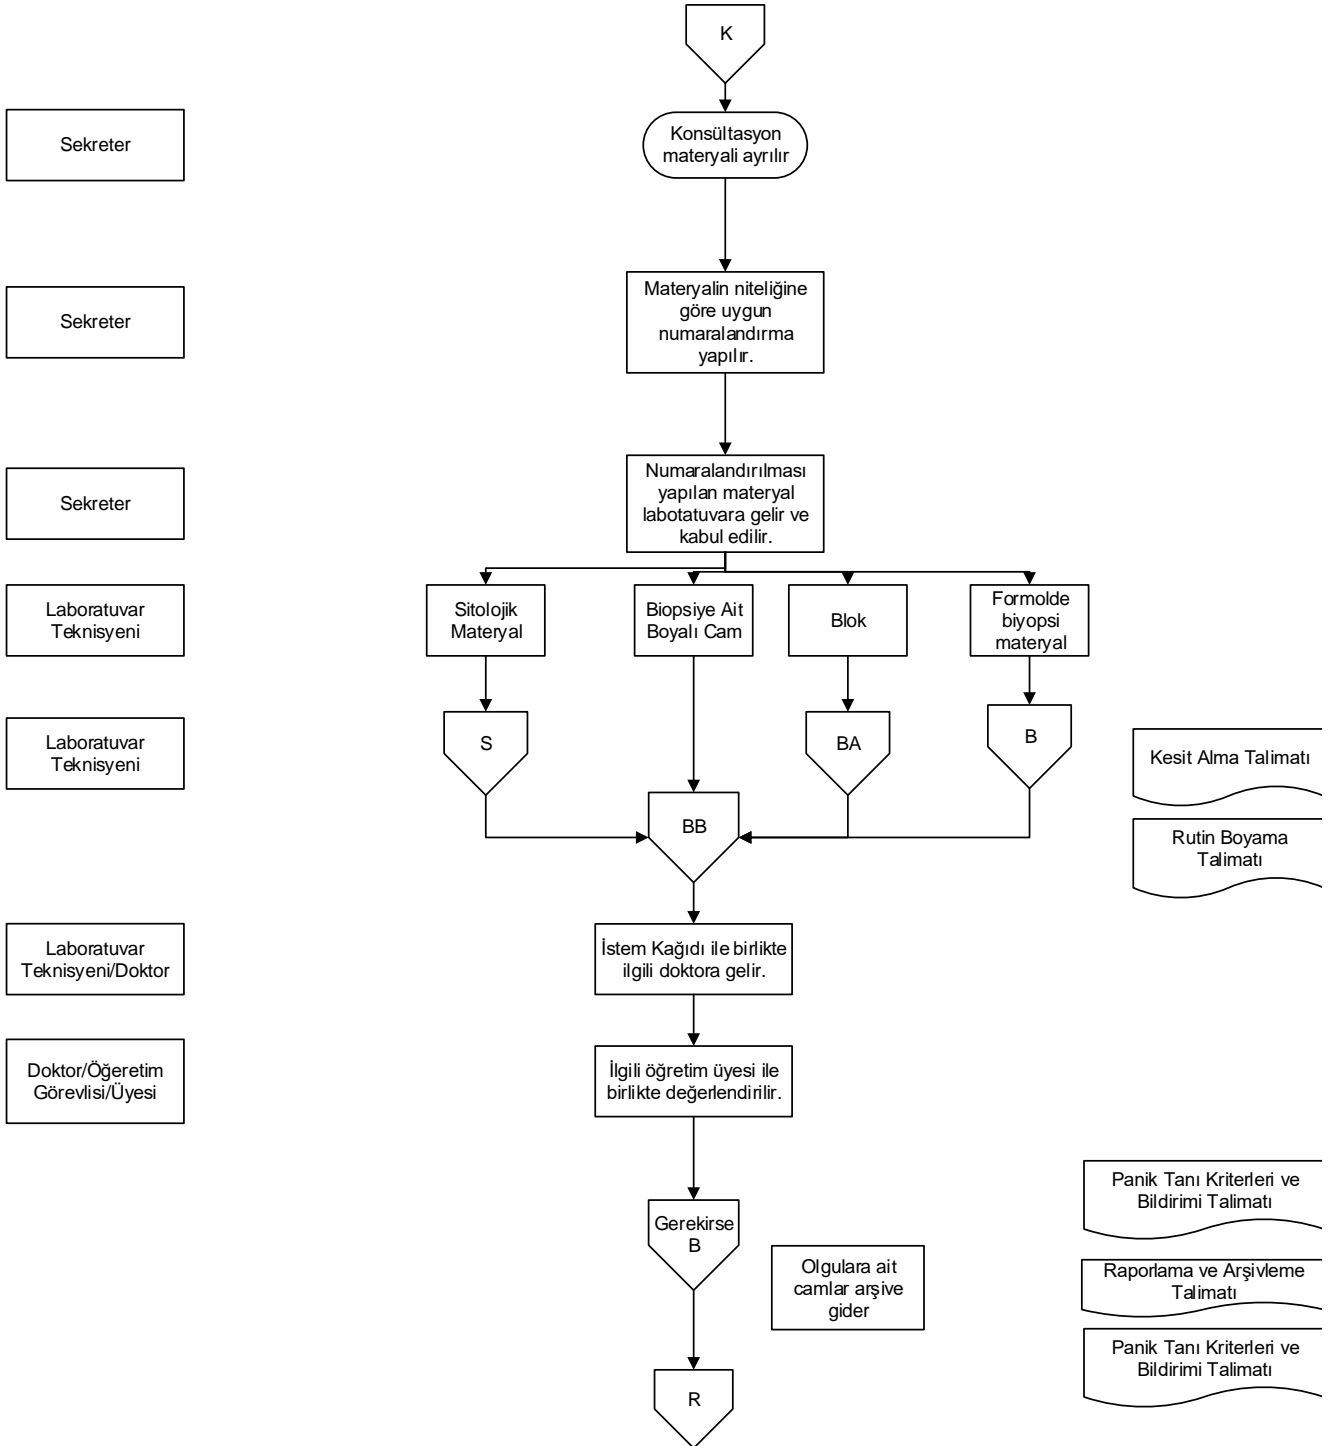 K
Sekreter
Konsültasyon
materyali ayrılır
Sekreter
Materyalin niteliğine
göre uygun
numaralandırma
yapılır.
Sekreter
Numaralandırılması
yapılan materyal
labotatuvara gelir ve
kabul edilir.
Laboratuvar
Teknisyeni
Sitolojik
Materyal
Biopsiye Ait
Boyalı Cam
Blok
Formolde
biyopsi
materyal
Laboratuvar
Teknisyeni
S
BA
B
Kesit Alma Talimatı
BB
Rutin Boyama
Talimatı
Laboratuvar
Teknisyeni/Doktor
İstem Kağıdı ile birlikte
ilgili doktora gelir.
Doktor/Öğeretim
Görevlisi/Üyesi
İlgili öğretim üyesi ile
birlikte değerlendirilir.
Panik Tanı Kriterleri ve
Bildirimi Talimatı
Gerekirse
B
Olgulara ait
camlar arşive
gider
Raporlama ve Arşivleme
Talimatı
Panik Tanı Kriterleri ve
Bildirimi Talimatı
R